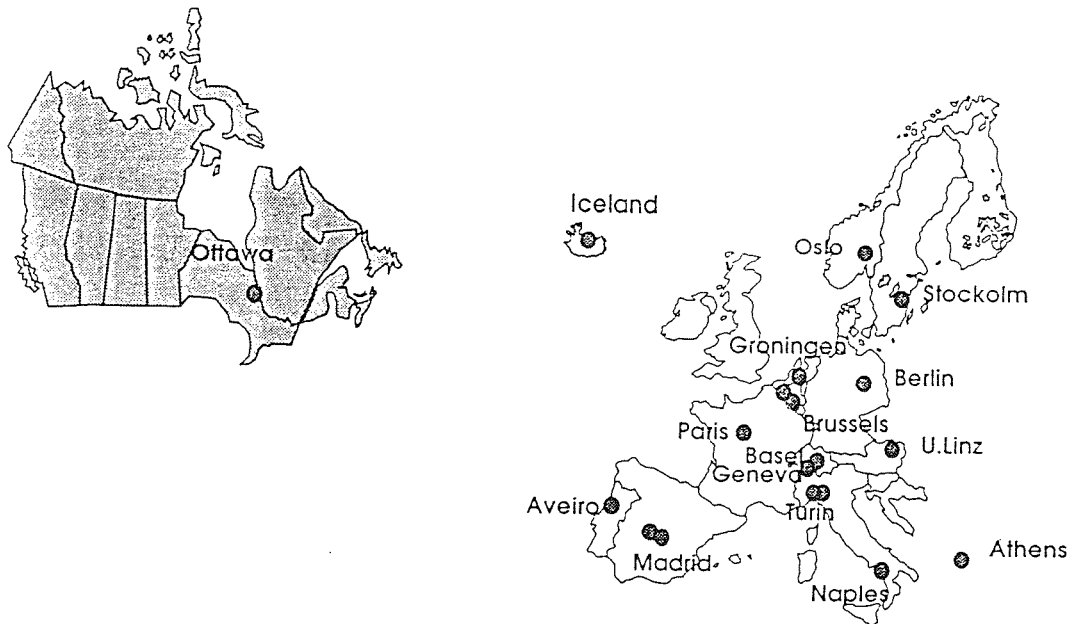 Iceland
Ottawa
Oslo
Stockolm
Groningen
Berlin
Brussels
Paris
Basel
U.Linz
Geneva
Aveiro
Turin
Athens
Madrid
Naples